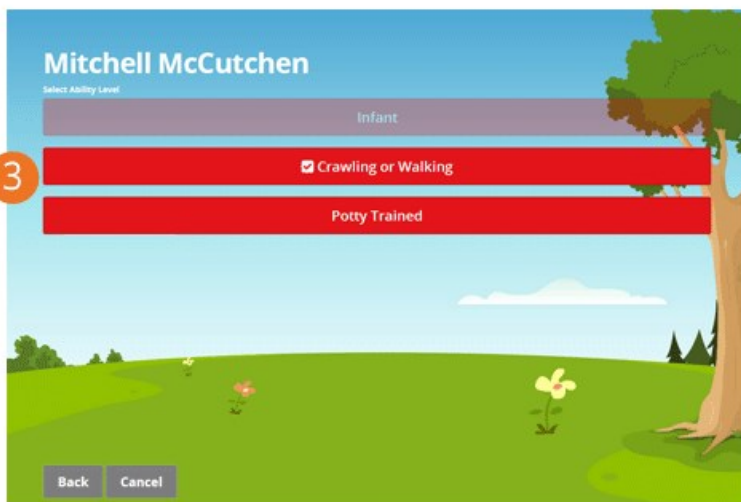 Mitchell McCutchen
Select Ability Level
Infant
3
Crawling or Walking
Potty Trained
Back Cancel